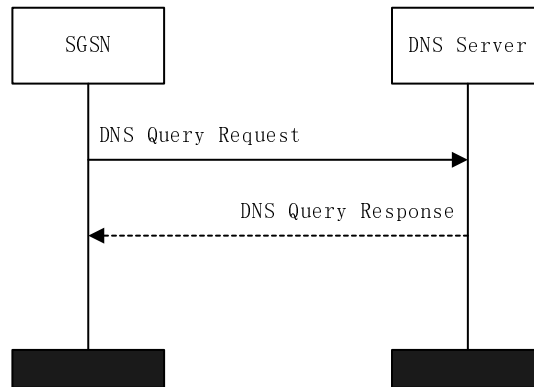 SGSN
DNS Server
DNS Query Request
DNS Query Response